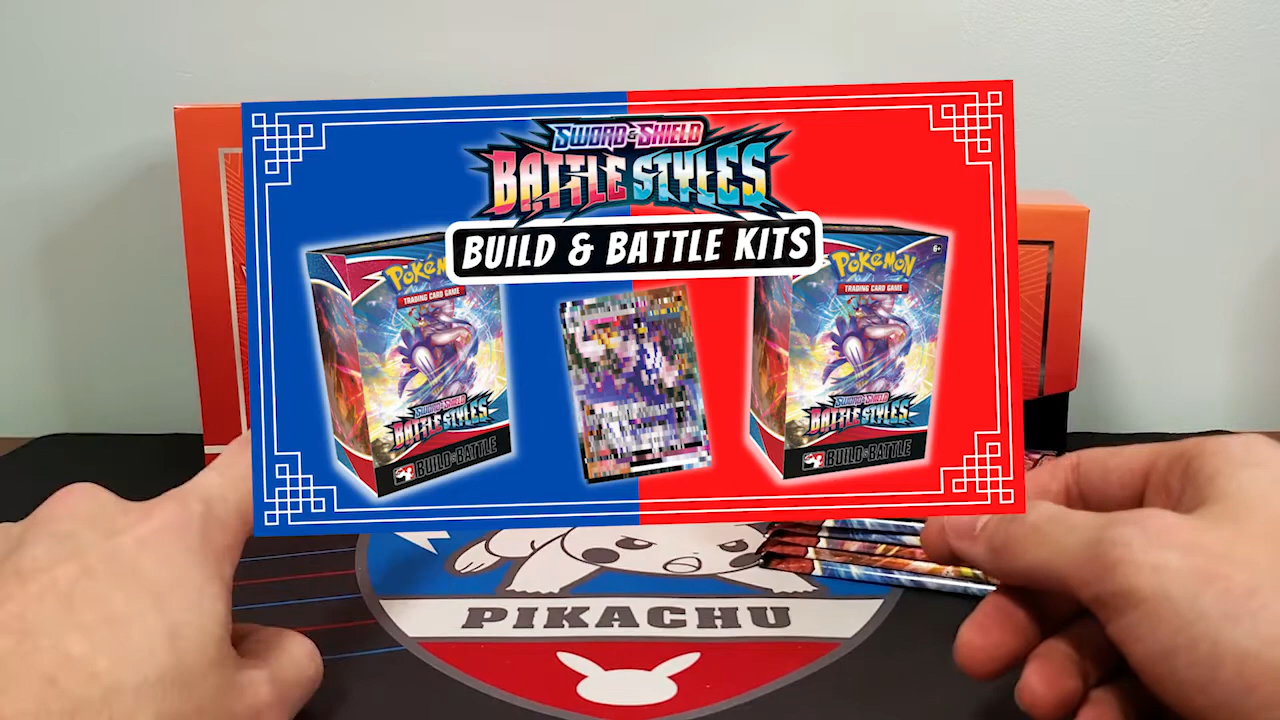 SWORD & SHIELD
BATTLE STYLES
BUILD & BATTLE KITS
POKÉM
TRADING CARD GAME
SWORD & SHIELD
BATTLE STYLES
BUILD & BATTLE
POKÉMON
6+
TRADING CARD GAME
SWORD & SHIELD
BATTLE STYLES
BUILD & BATTLE
PIKACHU